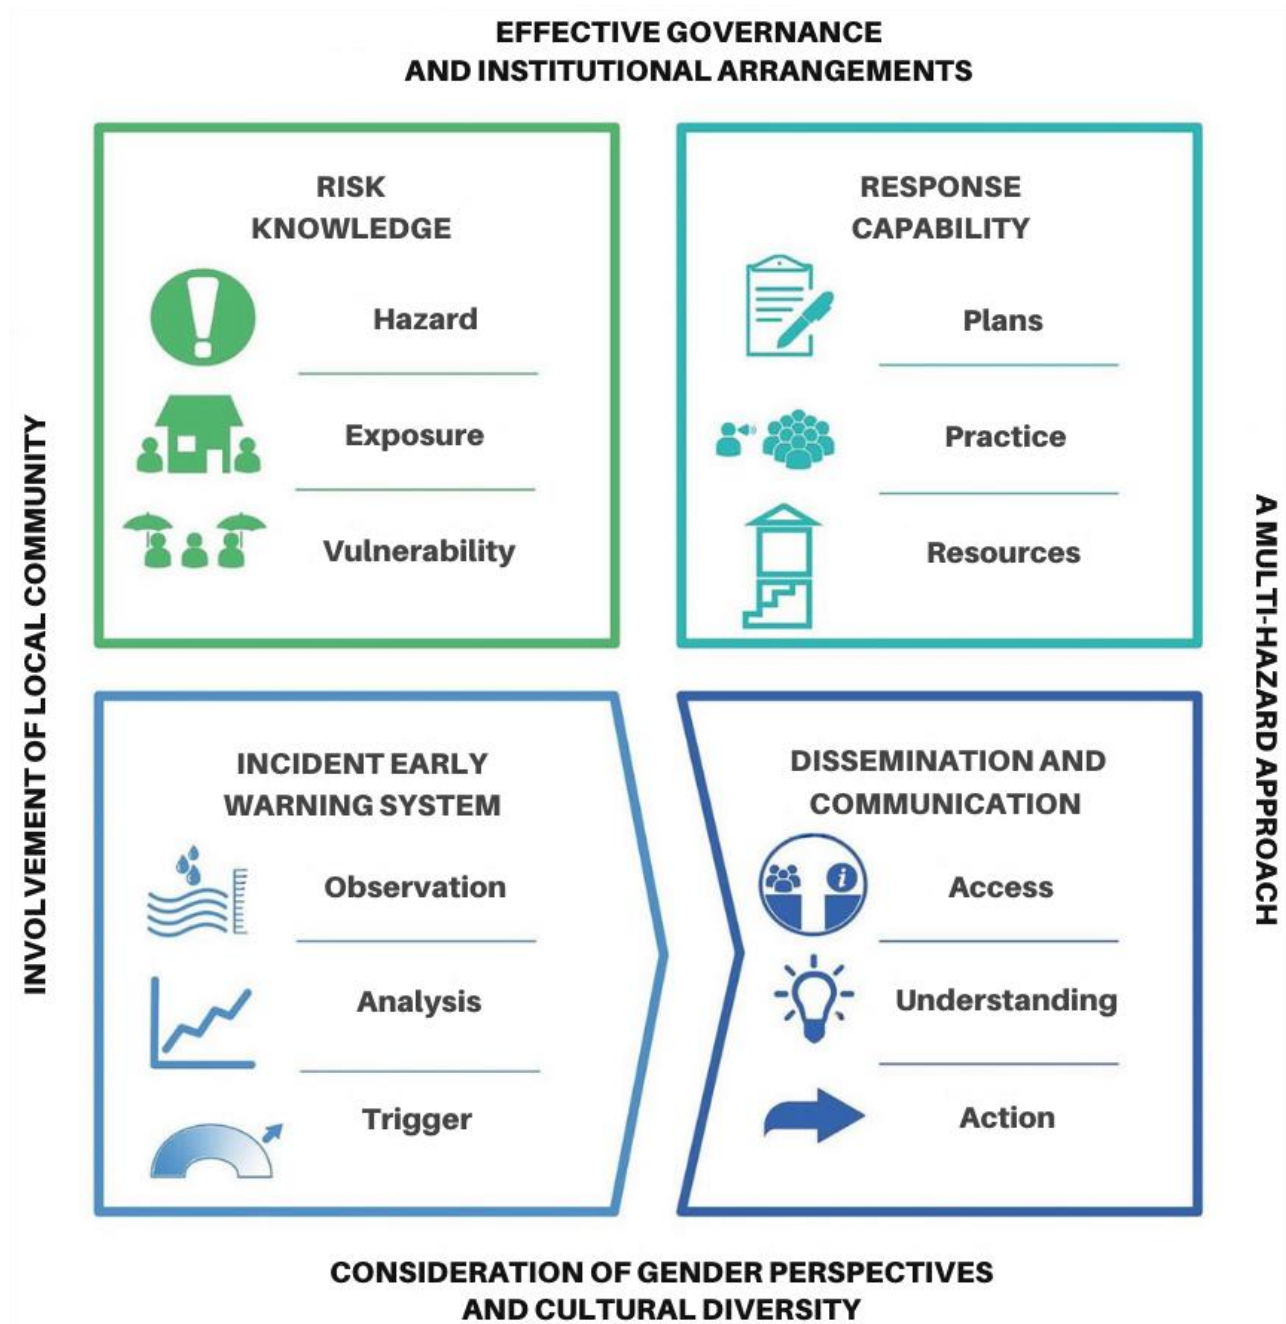 EFFECTIVE GOVERNANCE
AND INSTITUTIONAL ARRANGEMENTS
INVOLVEMENT OF LOCAL COMMUNITY
RISK
KNOWLEDGE
Hazard
Exposure
Vulnerability
RESPONSE
CAPABILITY
Plans
Practice
Resources
INCIDENT EARLY
WARNING SYSTEM
Observation
Analysis
Trigger
DISSEMINATION AND
COMMUNICATION
i
Access
Understanding
Action
A MULTI-HAZARD APPROACH
CONSIDERATION OF GENDER PERSPECTIVES
AND CULTURAL DIVERSITY